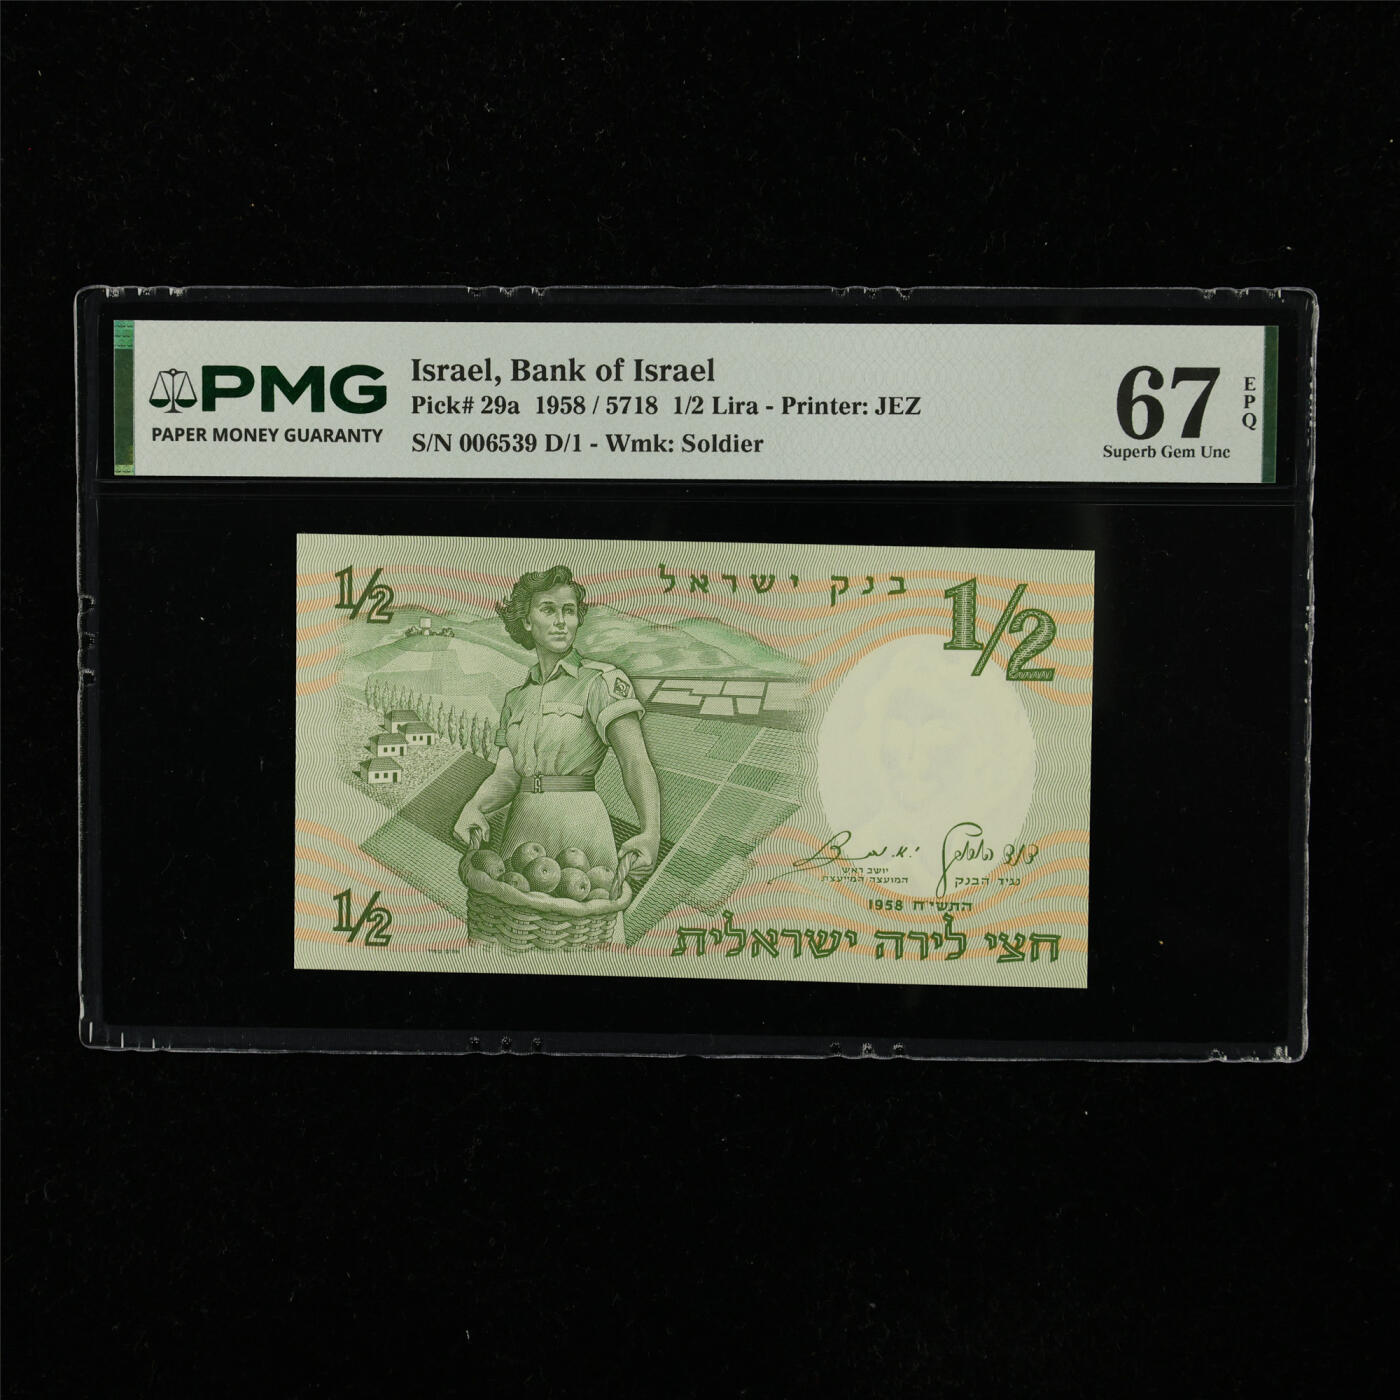 PMG
PAPER MONEY GUARANTY
Israel, Bank of Israel
Pick# 29a 1958 / 5718 1/2 Lira - Printer: JEZ
S/N 006539 D/1 - Wmk: Soldier
67
EPQ
Superb Gem Unc
1/2
בנק ישראל
1/2
יושב ראש
המועצה המייעצת
נגיד הבנק
התשי״ח 1958
1/2
חצי לירה ישראלית